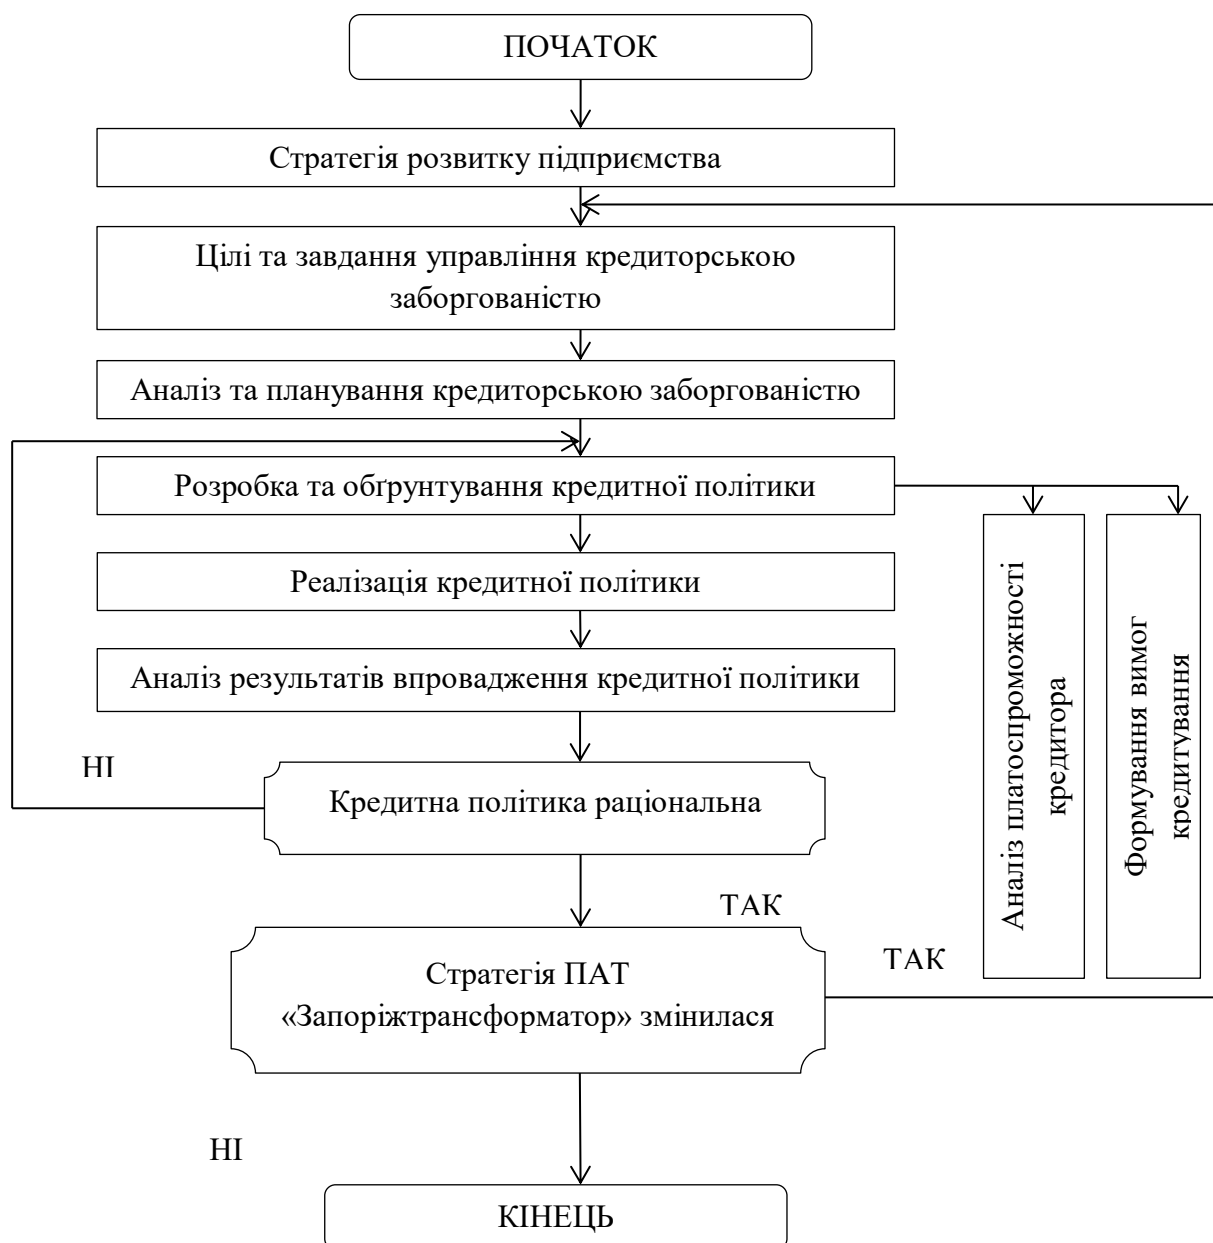 ПОЧАТОК
Стратегія розвитку підприємства
Цілі та завдання управління кредиторською
заборгованістю
Аналіз та планування кредиторською заборгованістю
Розробка та обґрунтування кредитної політики
Реалізація кредитної політики
Аналіз результатів впровадження кредитної політики
Аналіз платоспроможності
кредитора
Формування вимог
кредитування
НІ
Кредитна політика раціональна
ТАК
Стратегія ПАТ
«Запоріжтрансформатор» змінилася
ТАК
НІ
КІНЕЦЬ